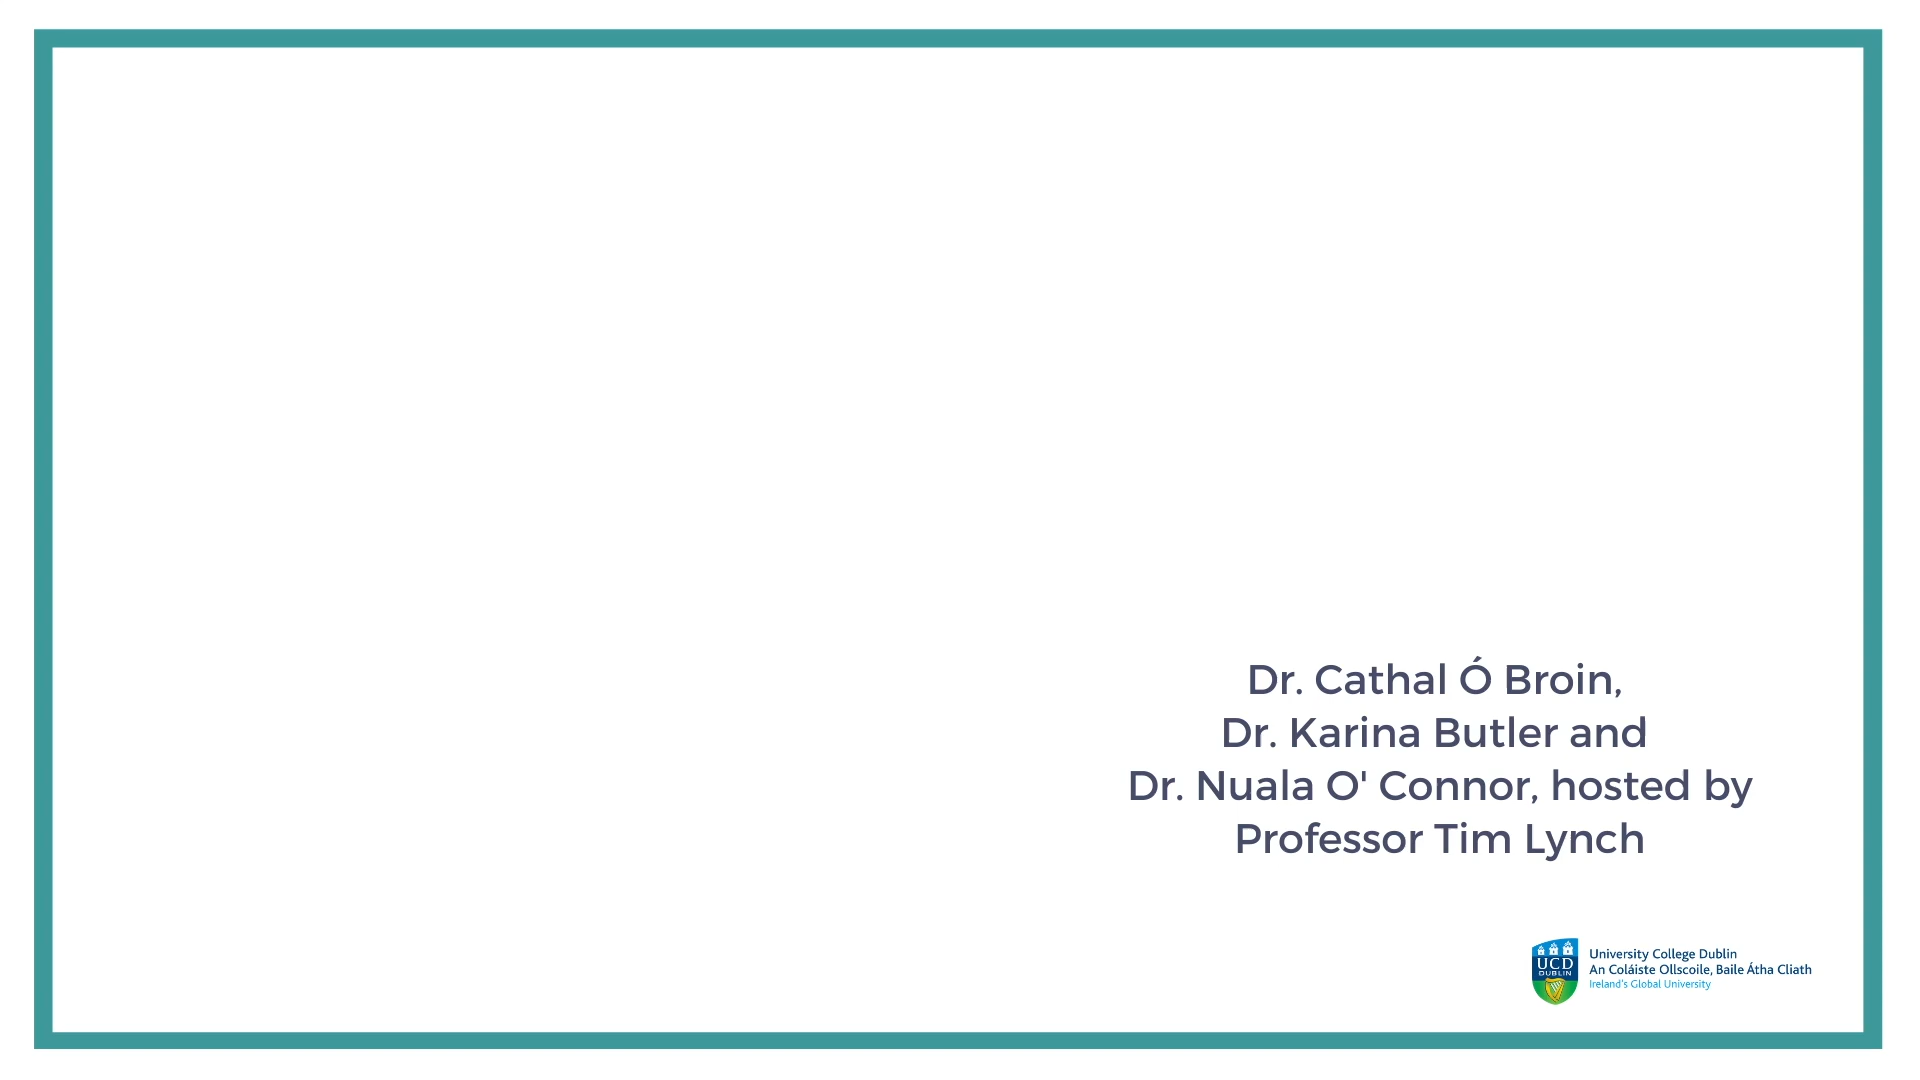 Dr. Cathal Ó Broin,
Dr. Karina Butler and
Dr. Nuala O' Connor, hosted by
Professor Tim Lynch
UCD
DUBLIN
University College Dublin
An Coláiste Ollscoile, Baile Átha Cliath
Ireland's Global University